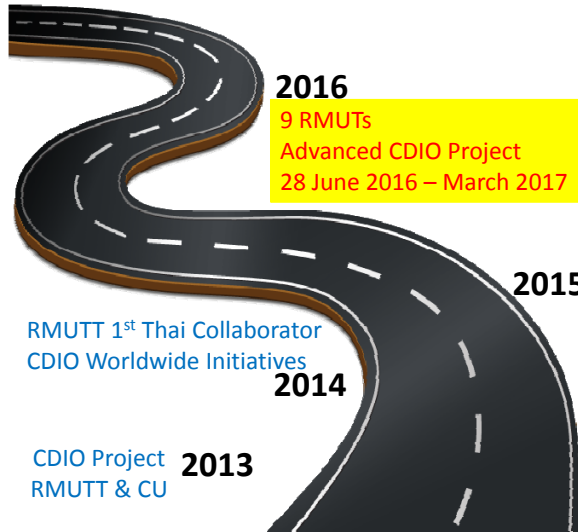 2016
9 RMUTs
Advanced CDIO Project
28 June 2016 – March 2017
2015
RMUTT 1st Thai Collaborator
CDIO Worldwide Initiatives
2014
CDIO Project
2013
RMUTT & CU